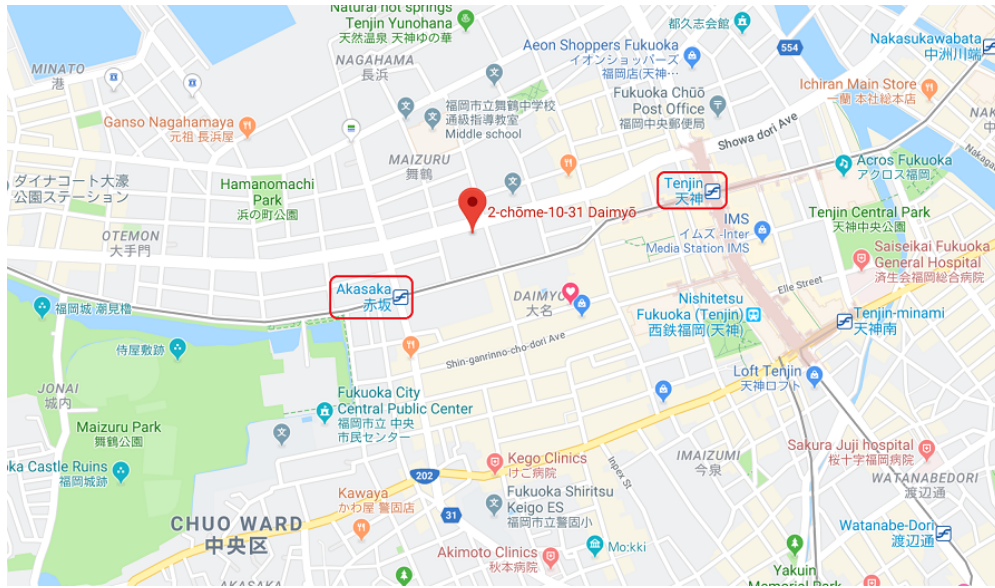 Natural hot springs
Tenjin Yunohana
天然温泉 天神ゆの華
都久志会館
554
Nakasukawabata
中洲川端
Aeon Shoppers Fukuoka
イオンショッパーズ
福岡店(天神…
NAGAHAMA
長浜
MINATO
港
Ichiran Main Store
一蘭 本社総本店
Fukuoka Chūō
Post Office
福岡中央郵便局
福岡市立舞鶴中学校
通級指導教室
Middle school
Ganso Nagahamaya
元祖 長浜屋
NAK
中
Showa dori Ave
Nakaga
MAIZURU
舞鶴
Acros Fukuoka
アクロス福岡
ダイナコート大濠
公園ステーション
Hamanomachi
Park
浜の町公園
Tenjin
天神
2-chōme-10-31 Daimyō
IMS
イムズ -Inter
Media Station IMS
Tenjin Central Park
天神中央公園
OTEMON
大手門
Saiseikai Fukuoka
General Hospital
済生会福岡総合病院
Akasaka
赤坂
DAIMYO
大名
Elle Street
Nishitetsu
Fukuoka (Tenjin)
西鉄福岡(天神)
福岡城 潮見櫓
Tenjin-minami
天神南
侍屋敷跡
Shin-ganrinno-cho-dori Ave
Loft Tenjin
天神ロフト
JONAI
城内
Fukuoka City
Central Public Center
福岡市立 中央
市民センター
Maizuru Park
舞鶴公園
Sakura Juji hospital
桜十字福岡病院
IMAIZUMI
今泉
Kego Clinics
けご病院
oka Castle Ruins
福岡城跡
Inpex St
202
WATANABEDORI
渡辺通
Kawaya
かわ屋 警固店
Fukuoka Shiritsu
Keigo ES
福岡市立警固小
31
CHUO WARD
中央区
Watanabe-Dori
渡辺通
Akimoto Clinics
秋本病院
Mo:kki
Yakuin
Memorial Park
AKASAKA